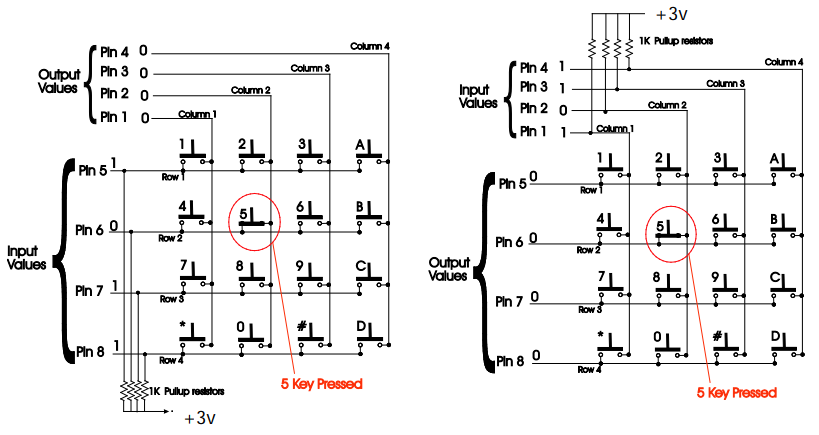 Pin 4 0
Column 4
Pin 3 0
Column 3
Output
Values
Pin 2 0
Column 2
Pin 1 0
Column 1
1 2 3 A
Pin 5 1
Row 1
4 5 6 B
Pin 6 0
Row 2
Input
Values
7 8 9 C
Pin 7 1
Row 3
* 0 # D
Pin 8 1
Row 4
5 Key Pressed
1K Pullup resistors
+3v
+3v
1K Pullup resistors
Pin 4 1
Column 4
Pin 3 1
Column 3
Input
Values
Pin 2 0
Column 2
Pin 1 1
Column 1
1 2 3 A
Pin 5 0
Row 1
4 5 6 B
Pin 6 0
Row 2
Output
Values
7 8 9 C
Pin 7 0
Row 3
* 0 # D
Pin 8 0
Row 4
5 Key Pressed